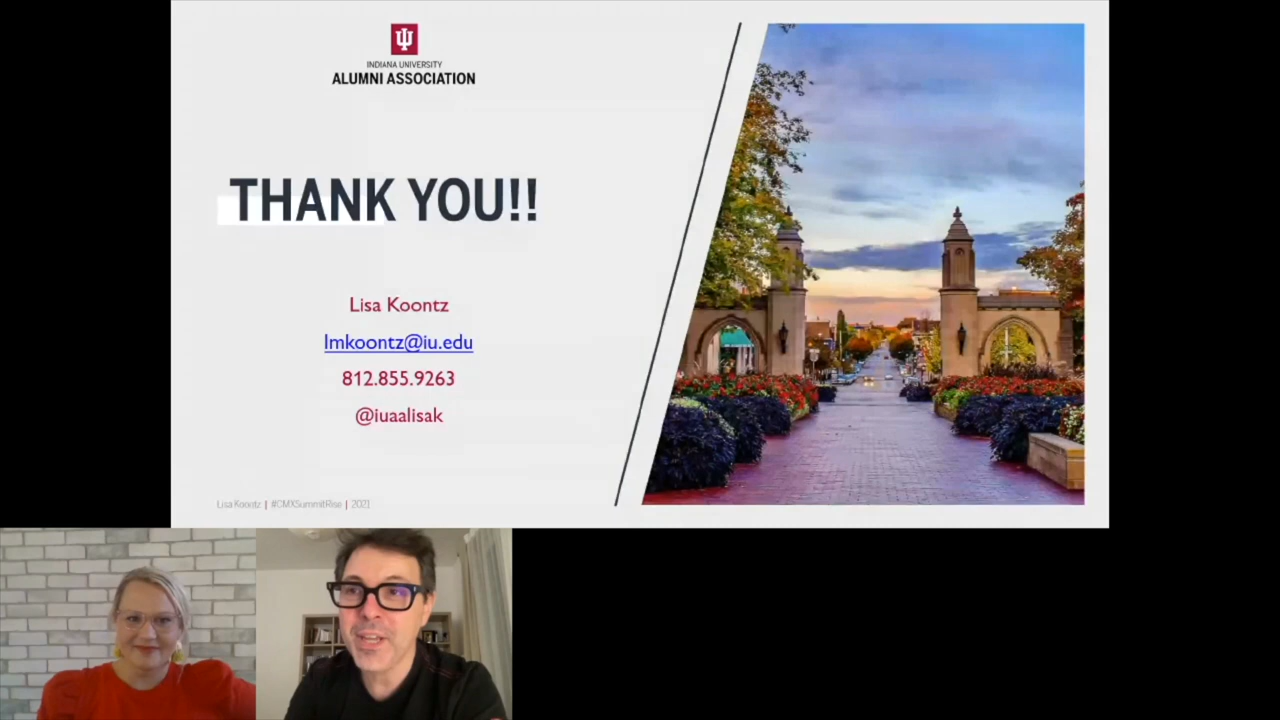 INDIANA UNIVERSITY
ALUMNI ASSOCIATION
THANK YOU!!
Lisa Koontz
lmkoontz@iu.edu
812.855.9263
@iuaalisak
Lisa Koontz | #CMXSummitRise | 2021